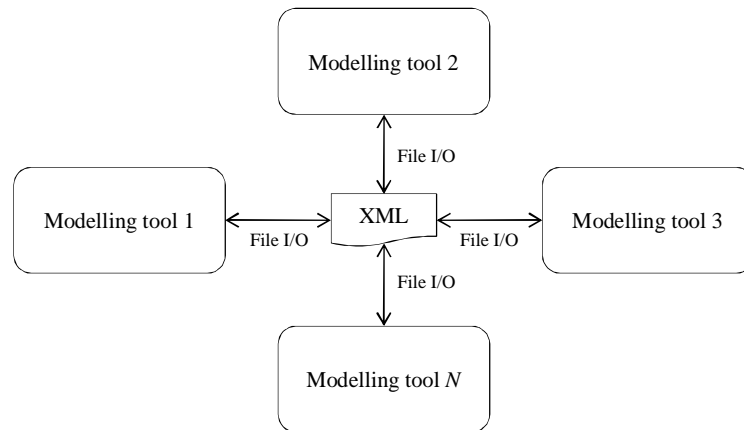 Modelling tool 2
File I/O
Modelling tool 1
XML
Modelling tool 3
File I/O
File I/O
File I/O
Modelling tool N